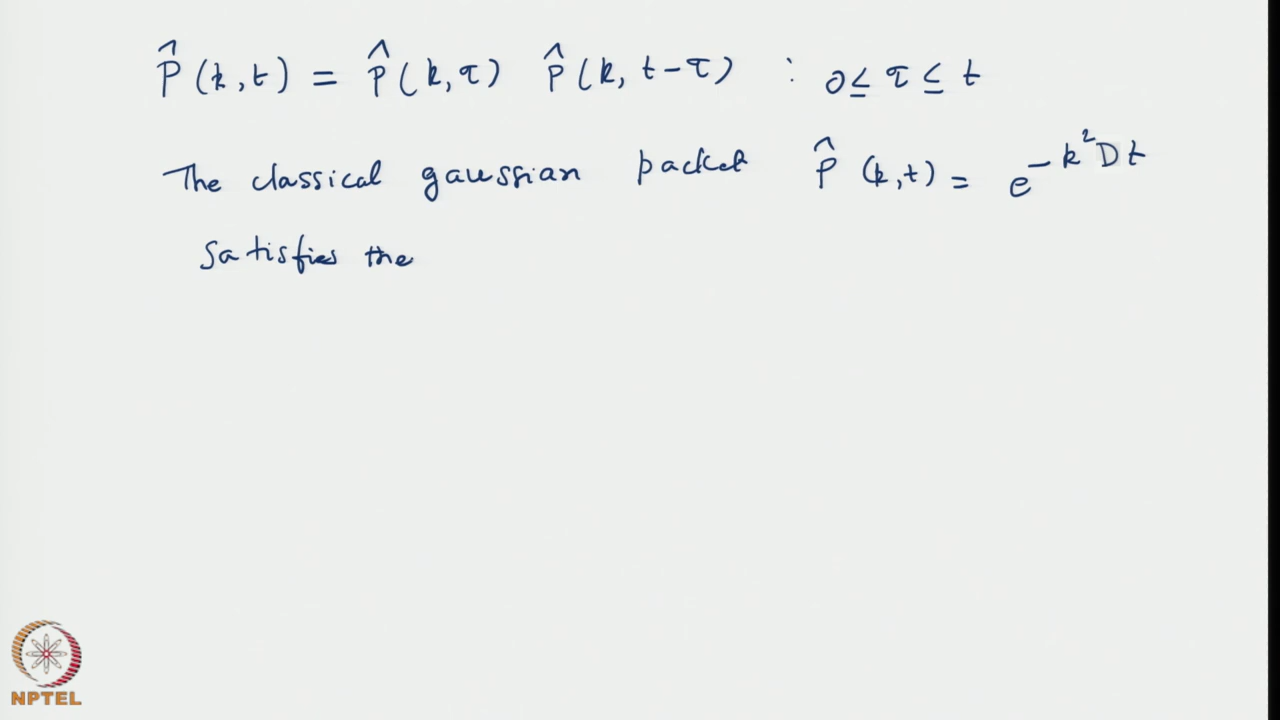 P̂(k,t) = P̂(k,τ) P̂(k, t-τ) : 0 ≤ τ ≤ t
The classical gaussian packet P̂(k,t) = e^{-k²Dt}
satisfies the
NPTEL